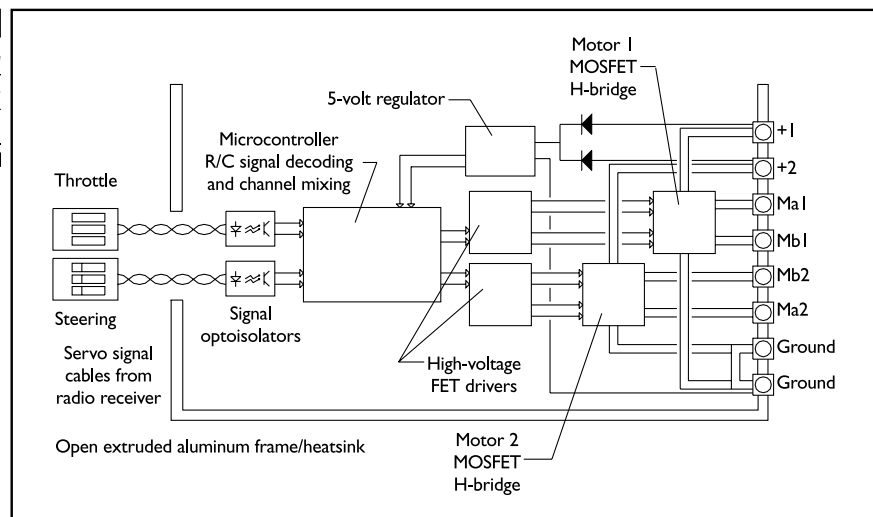 Motor 1
MOSFET
H-bridge
5-volt regulator
Microcontroller
R/C signal decoding
and channel mixing
Throttle
Steering
Servo signal
cables from
radio receiver
Signal
optoisolators
High-voltage
FET drivers
+1
+2
Ma1
Mb1
Mb2
Ma2
Ground
Ground
Open extruded aluminum frame/heatsink
Motor 2
MOSFET
H-bridge